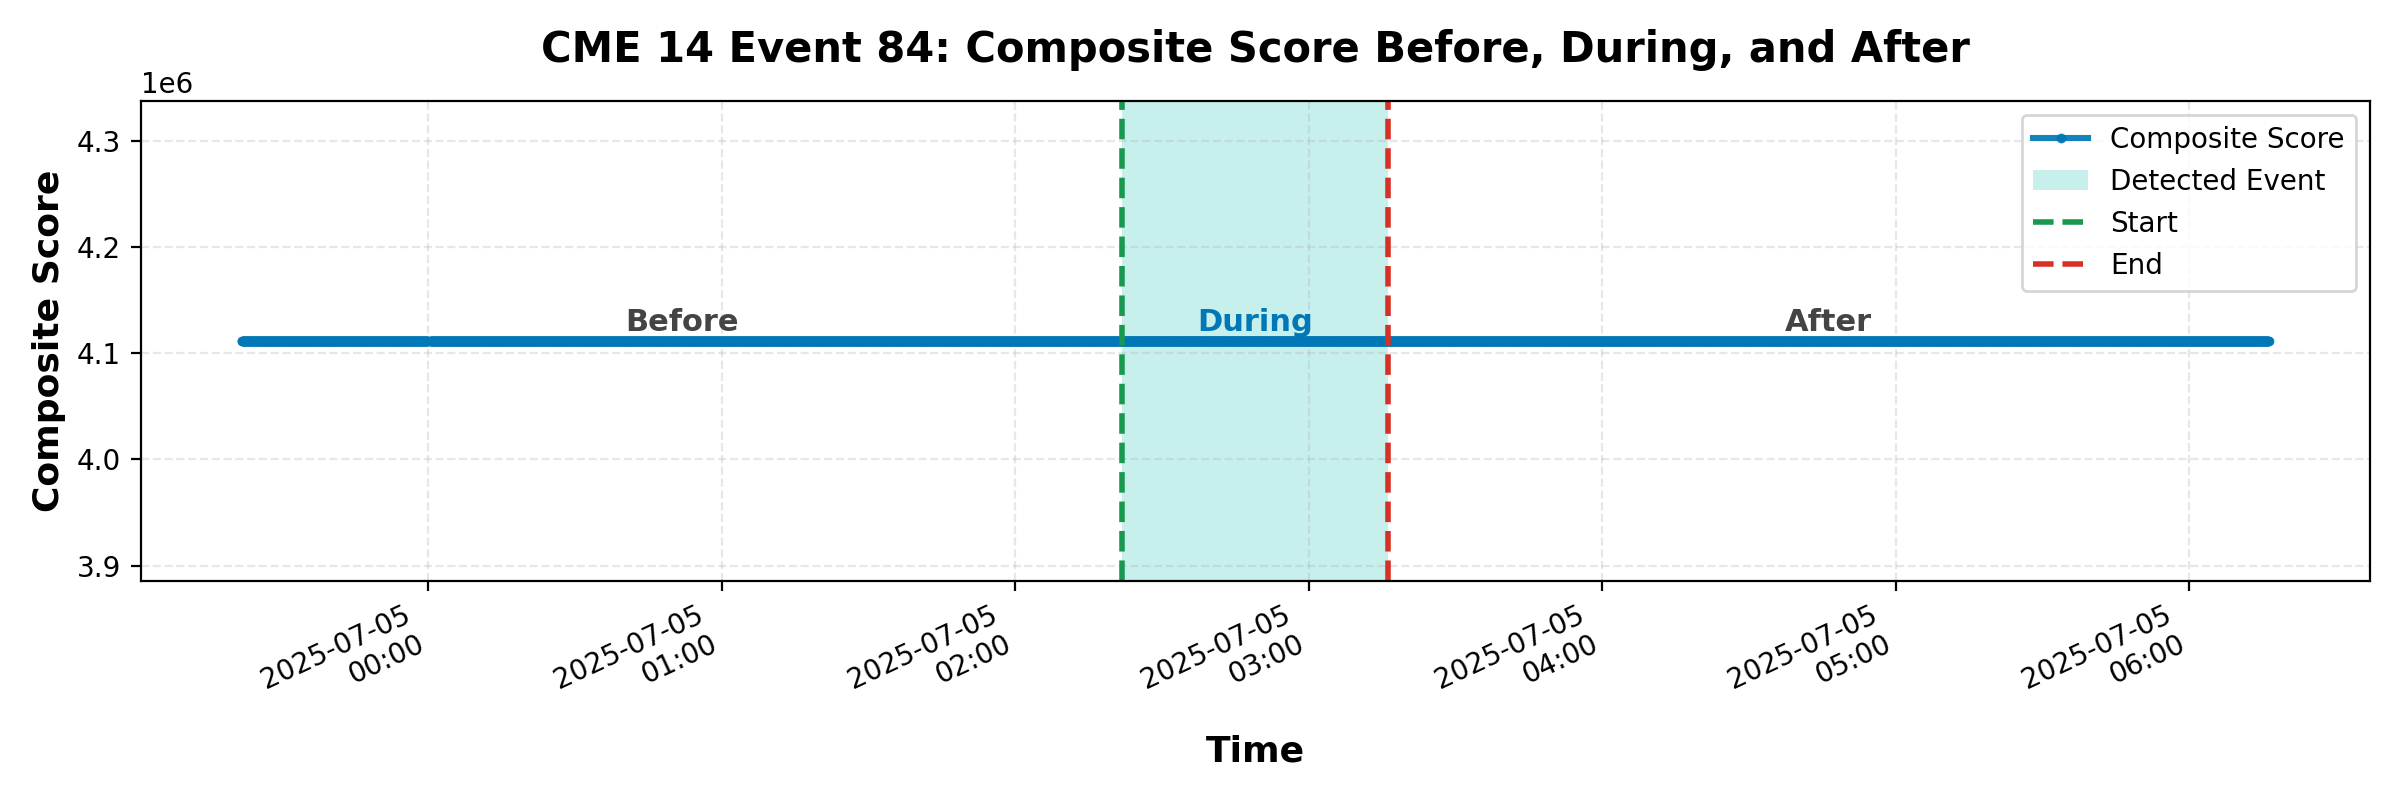 CME 14 Event 84: Composite Score Before, During, and After
1e6
4.3
4.2
4.1
4.0
3.9
Composite Score
Before
During
After
Composite Score
Detected Event
Start
End
2025-07-05
00:00
2025-07-05
01:00
2025-07-05
02:00
2025-07-05
03:00
2025-07-05
04:00
2025-07-05
05:00
2025-07-05
06:00
Time